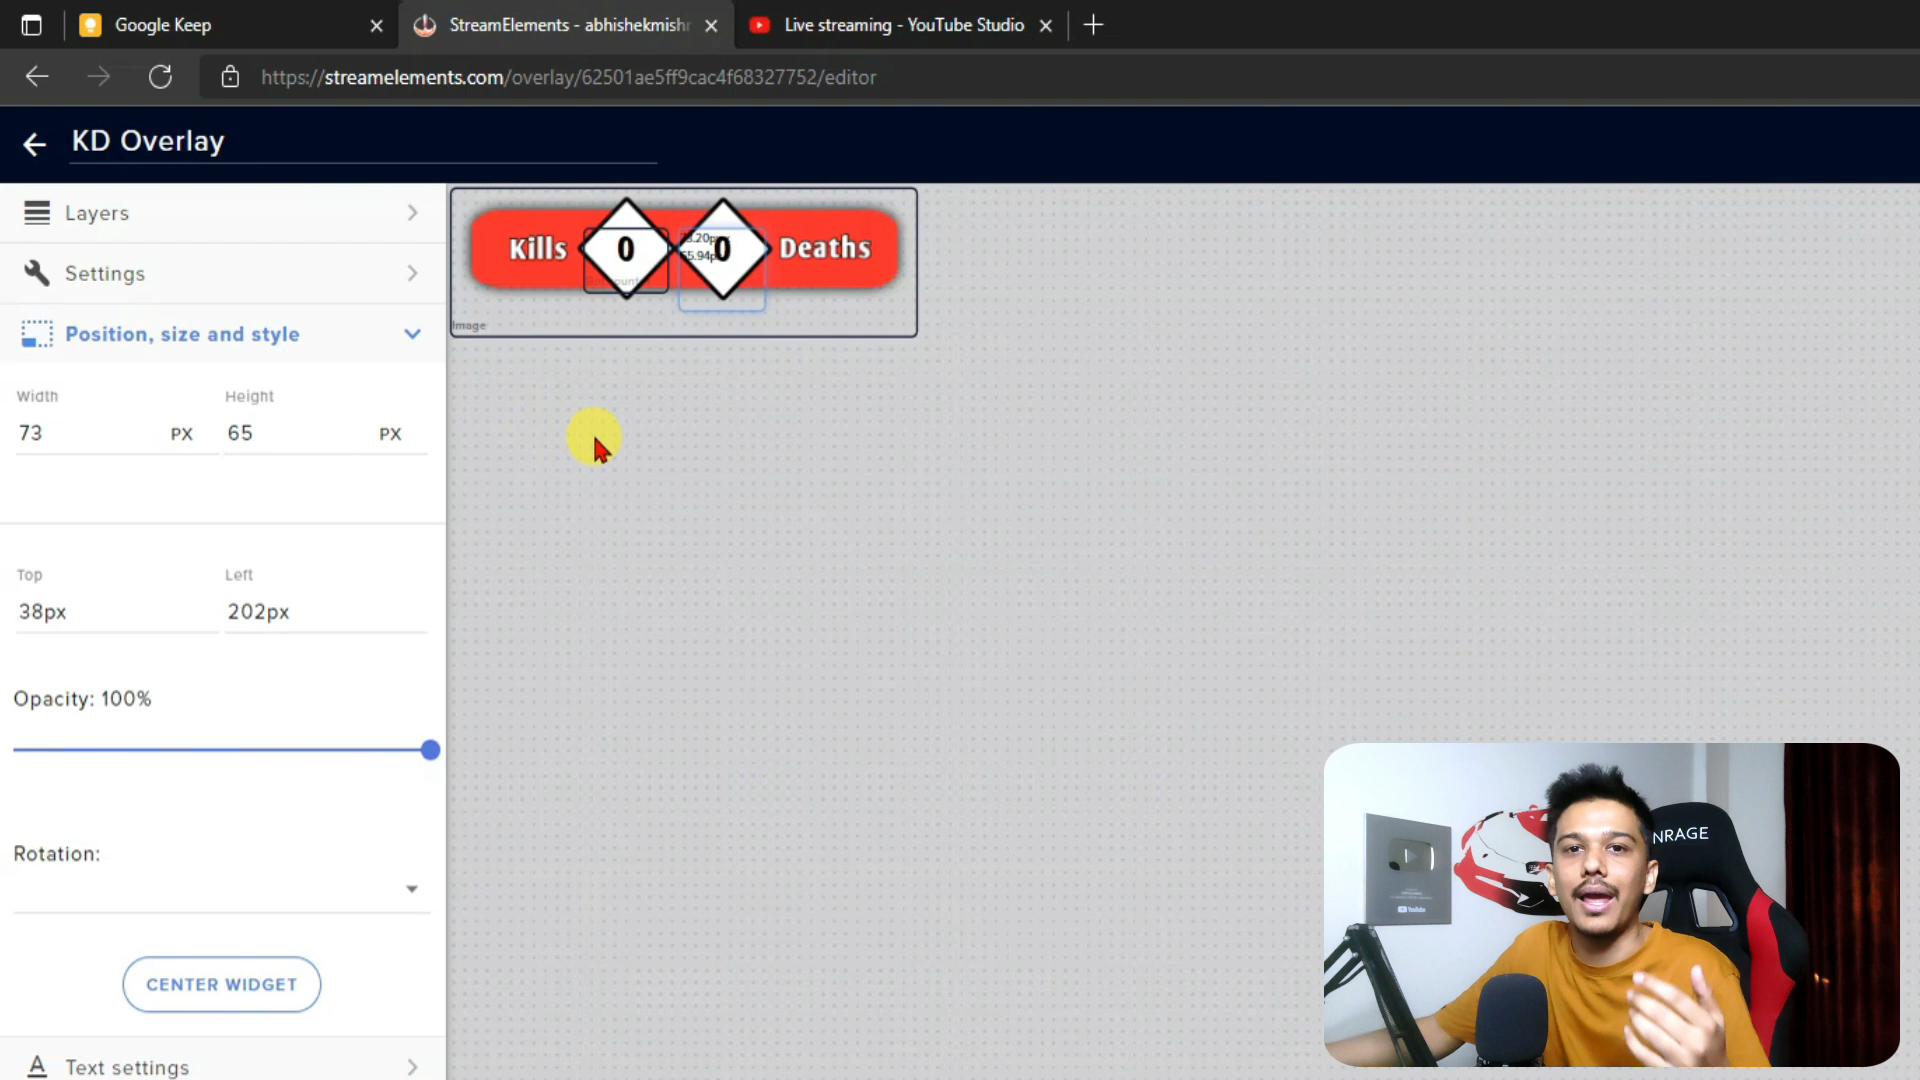 Google Keep
StreamElements - abhishekmishr
Live streaming - YouTube Studio
https://streamelements.com/overlay/62501ae5ff9cac4f68327752/editor
KD Overlay
Layers
Settings
Position, size and style
Width
Height
73 PX
65 PX
Top
Left
38px
202px
Opacity: 100%
Rotation:
CENTER WIDGET
Text settings
Kills
0
0
Deaths
Image
NRAGE
YouTube